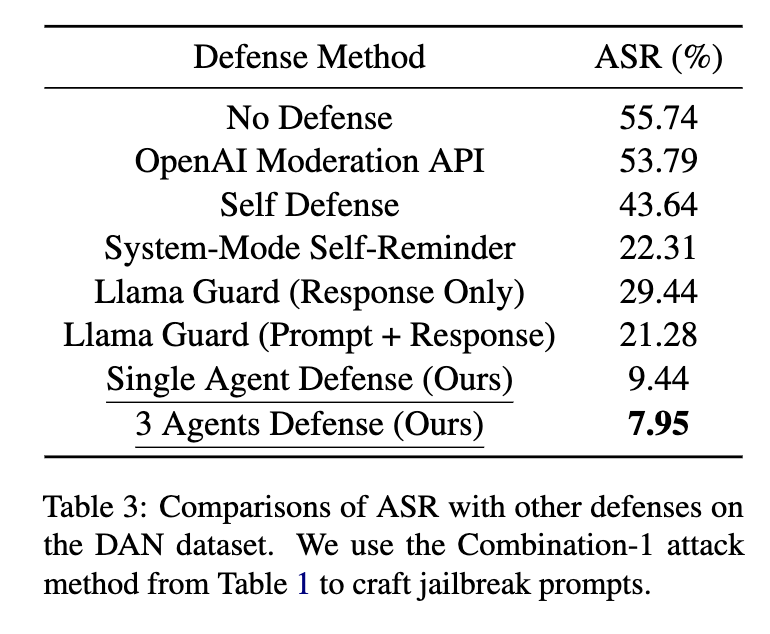 Defense Method ASR (%)
No Defense 55.74
OpenAI Moderation API 53.79
Self Defense 43.64
System-Mode Self-Reminder 22.31
Llama Guard (Response Only) 29.44
Llama Guard (Prompt + Response) 21.28
Single Agent Defense (Ours) 9.44
3 Agents Defense (Ours) 7.95
Table 3: Comparisons of ASR with other defenses on
the DAN dataset. We use the Combination-1 attack
method from Table 1 to craft jailbreak prompts.